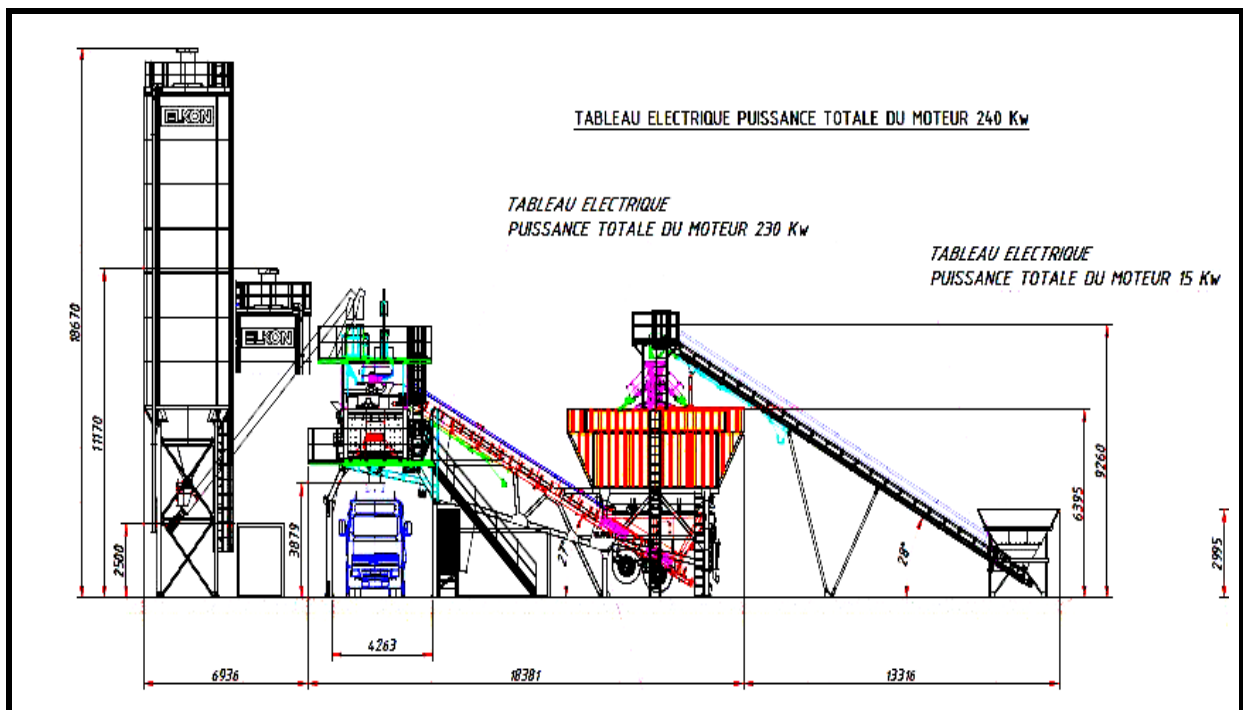 ELKON
TABLEAU ELECTRIQUE PUISSANCE TOTALE DU MOTEUR 240 Kw
TABLEAU ELECTRIQUE
PUISSANCE TOTALE DU MOTEUR 230 Kw
TABLEAU ELECTRIQUE
PUISSANCE TOTALE DU MOTEUR 15 Kw
ELKON
18670
11170
2500
3879
27°
28°
9260
6395
2995
4263
6936
18381
13316